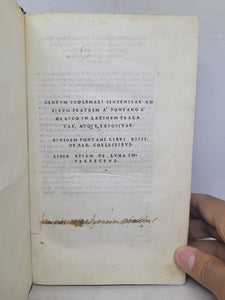 CENTVM PTOLEMAEI SENTENTIAE AD
SYRVM FRATREM À PONTANO È
GRAECO IN LATINVM TRALA
TAE, ATQVE EXPOSITAE.
EIVSDEM PONTANI LIBRI XIIII.
DE REB. COELESTIBVS.
LIBER ETIAM DE LVNA IM=
PERFECTVS.